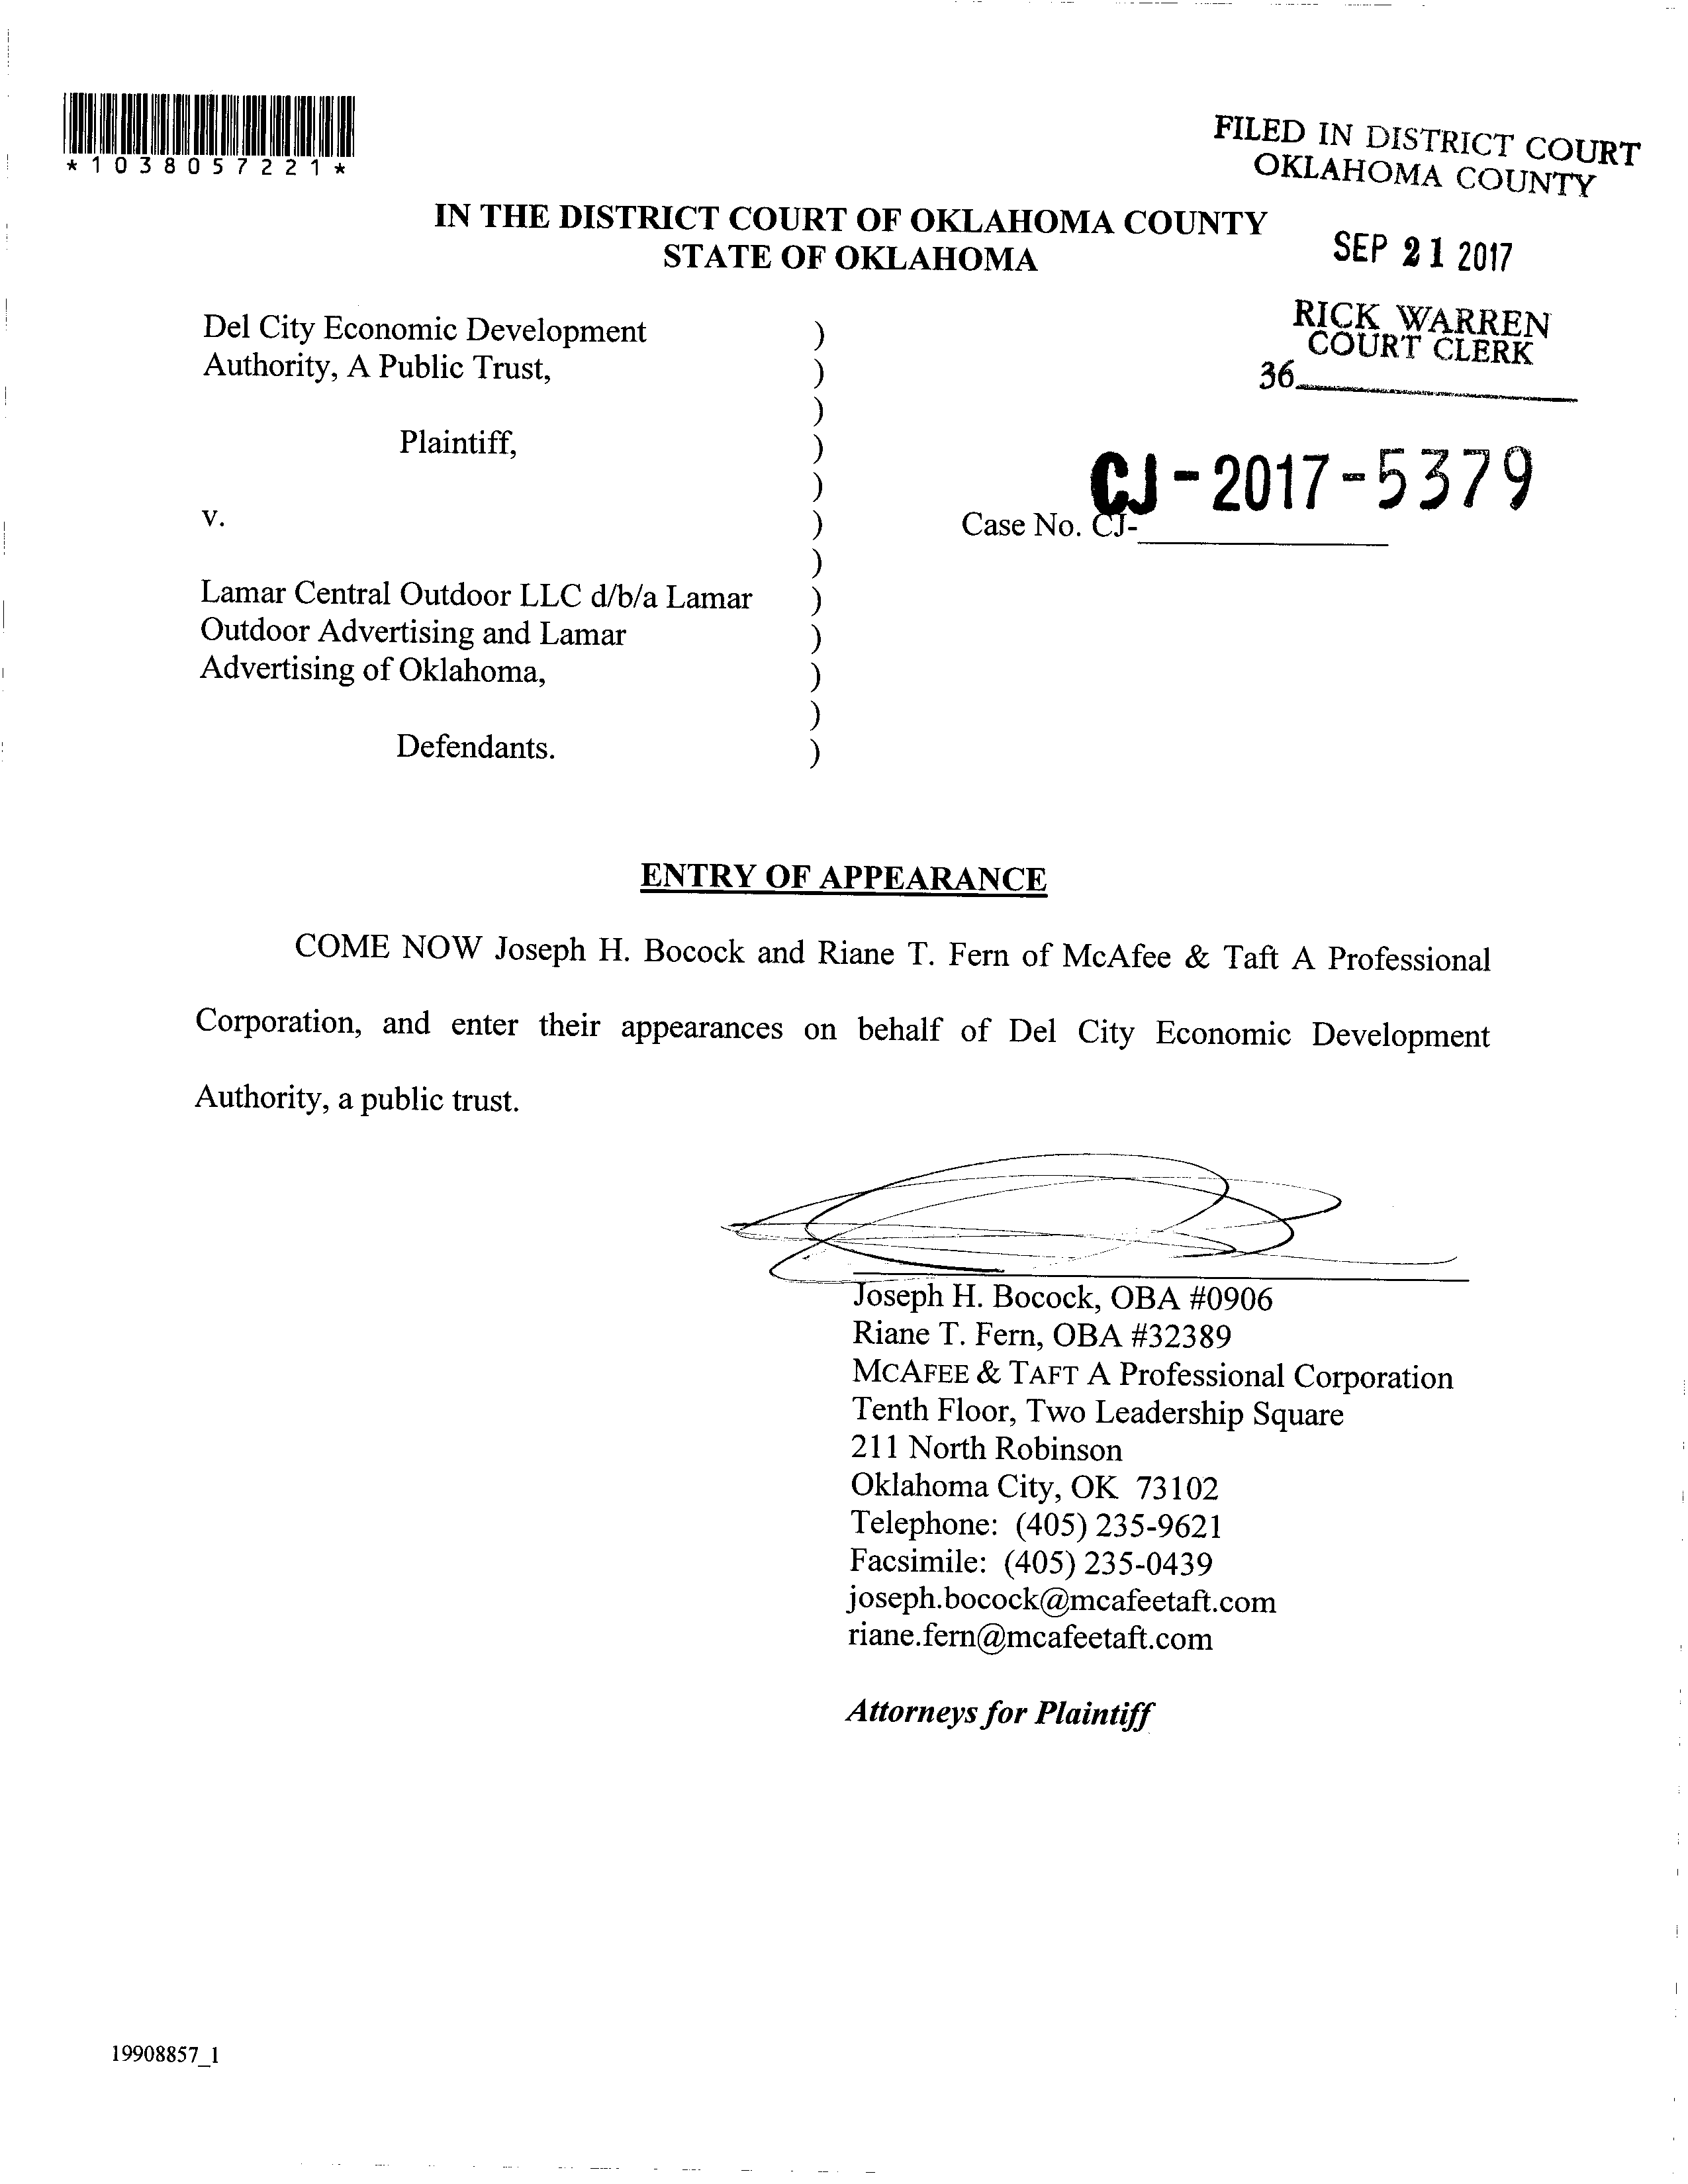 *1038057221*
FILED IN DISTRICT COURT
OKLAHOMA COUNTY
IN THE DISTRICT COURT OF OKLAHOMA COUNTY
STATE OF OKLAHOMA
SEP 21 2017
RICK WARREN
COURT CLERK
36
Del City Economic Development )
Authority, A Public Trust, )
)
Plaintiff, )
)
v. )
)
CJ-2017-5379
Case No. CJ-
Lamar Central Outdoor LLC d/b/a Lamar )
Outdoor Advertising and Lamar )
Advertising of Oklahoma, )
)
Defendants. )
ENTRY OF APPEARANCE
COME NOW Joseph H. Bocock and Riane T. Fern of McAfee & Taft A Professional
Corporation, and enter their appearances on behalf of Del City Economic Development
Authority, a public trust.
Joseph H. Bocock, OBA #0906
Riane T. Fern, OBA #32389
MCAFEE & TAFT A Professional Corporation
Tenth Floor, Two Leadership Square
211 North Robinson
Oklahoma City, OK 73102
Telephone: (405) 235-9621
Facsimile: (405) 235-0439
joseph.bocock@mcafeetaft.com
riane.fern@mcafeetaft.com
Attorneys for Plaintiff
19908857_1